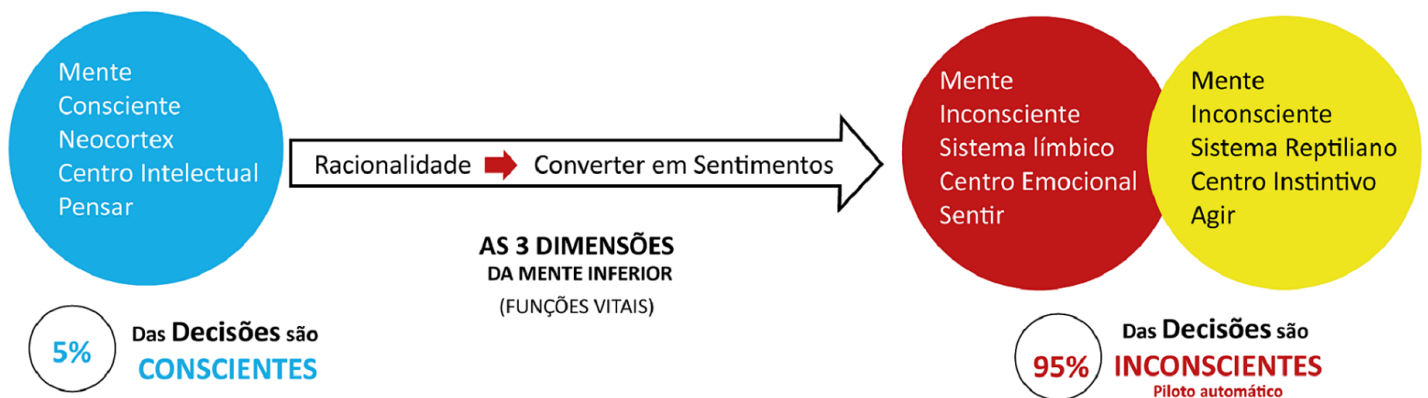 Mente
Consciente
Neocortex
Centro Intelectual
Pensar
Racionalidade Converter em Sentimentos
Mente
Inconsciente
Sistema límbico
Centro Emocional
Sentir
Mente
Inconsciente
Sistema Reptiliano
Centro Instintivo
Agir
AS 3 DIMENSÕES
DA MENTE INFERIOR
(FUNÇÕES VITAIS)
5%
Das Decisões são
CONSCIENTES
95%
Das Decisões são
INCONSCIENTES
Piloto automático